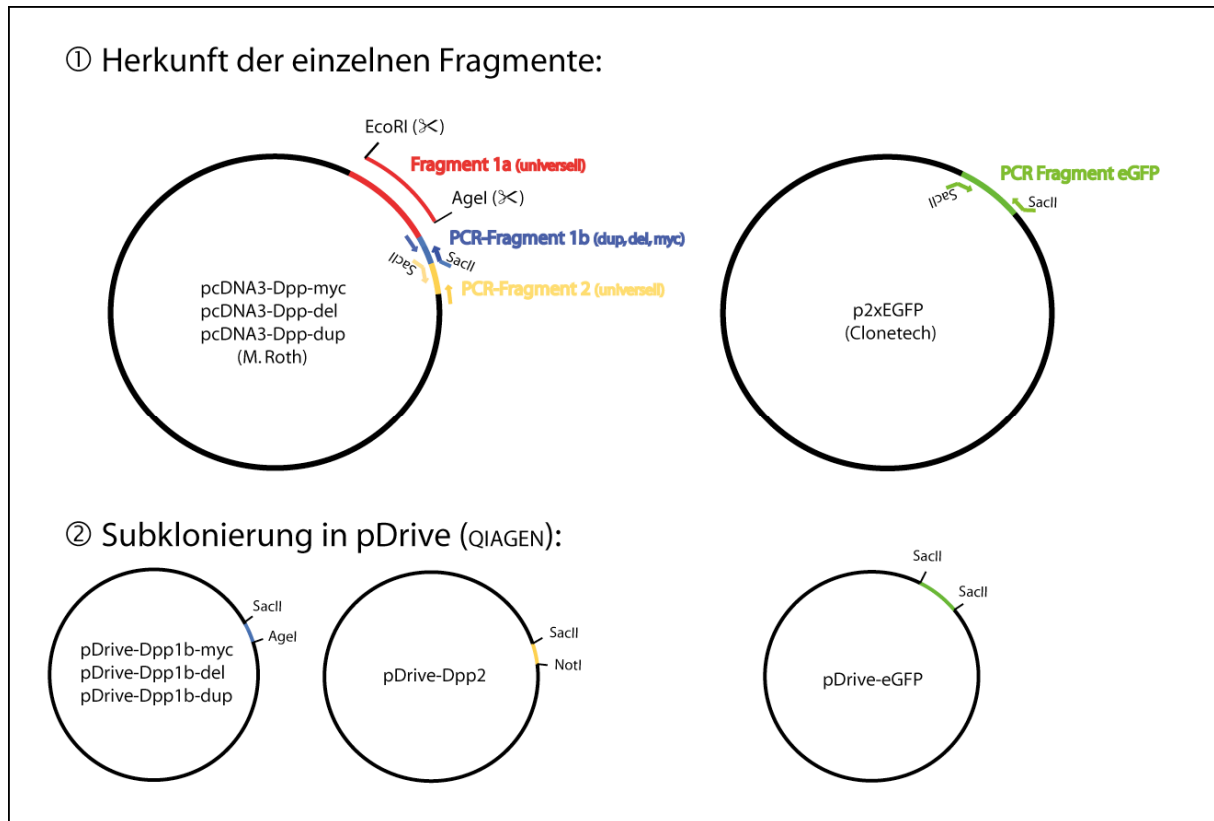 ① Herkunft der einzelnen Fragmente:
EcoRI (✂)
Fragment 1a (universell)
AgeI (✂)
PCR-Fragment 1b (dup, del, myc)
SacII
SacII
PCR-Fragment 2 (universell)
pcDNA3-Dpp-myc
pcDNA3-Dpp-del
pcDNA3-Dpp-dup
(M. Roth)
PCR Fragment eGFP
SacII
SacII
p2xEGFP
(Clonetech)
② Subklonierung in pDrive (QIAGEN):
SacII
AgeI
pDrive-Dpp1b-myc
pDrive-Dpp1b-del
pDrive-Dpp1b-dup
SacII
NotI
pDrive-Dpp2
SacII
SacII
pDrive-eGFP